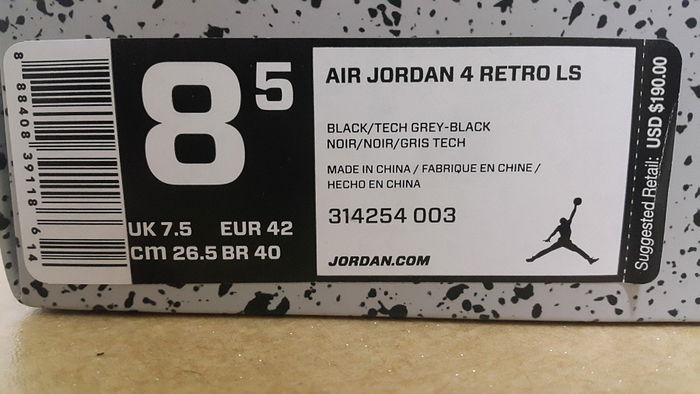 8 88408 39118 6 14
8 5
UK 7.5 EUR 42
cm 26.5 BR 40
AIR JORDAN 4 RETRO LS
BLACK/TECH GREY-BLACK
NOIR/NOIR/GRIS TECH
MADE IN CHINA / FABRIQUE EN CHINE /
HECHO EN CHINA
314254 003
JORDAN.COM
Suggested Retail: USD $190.00